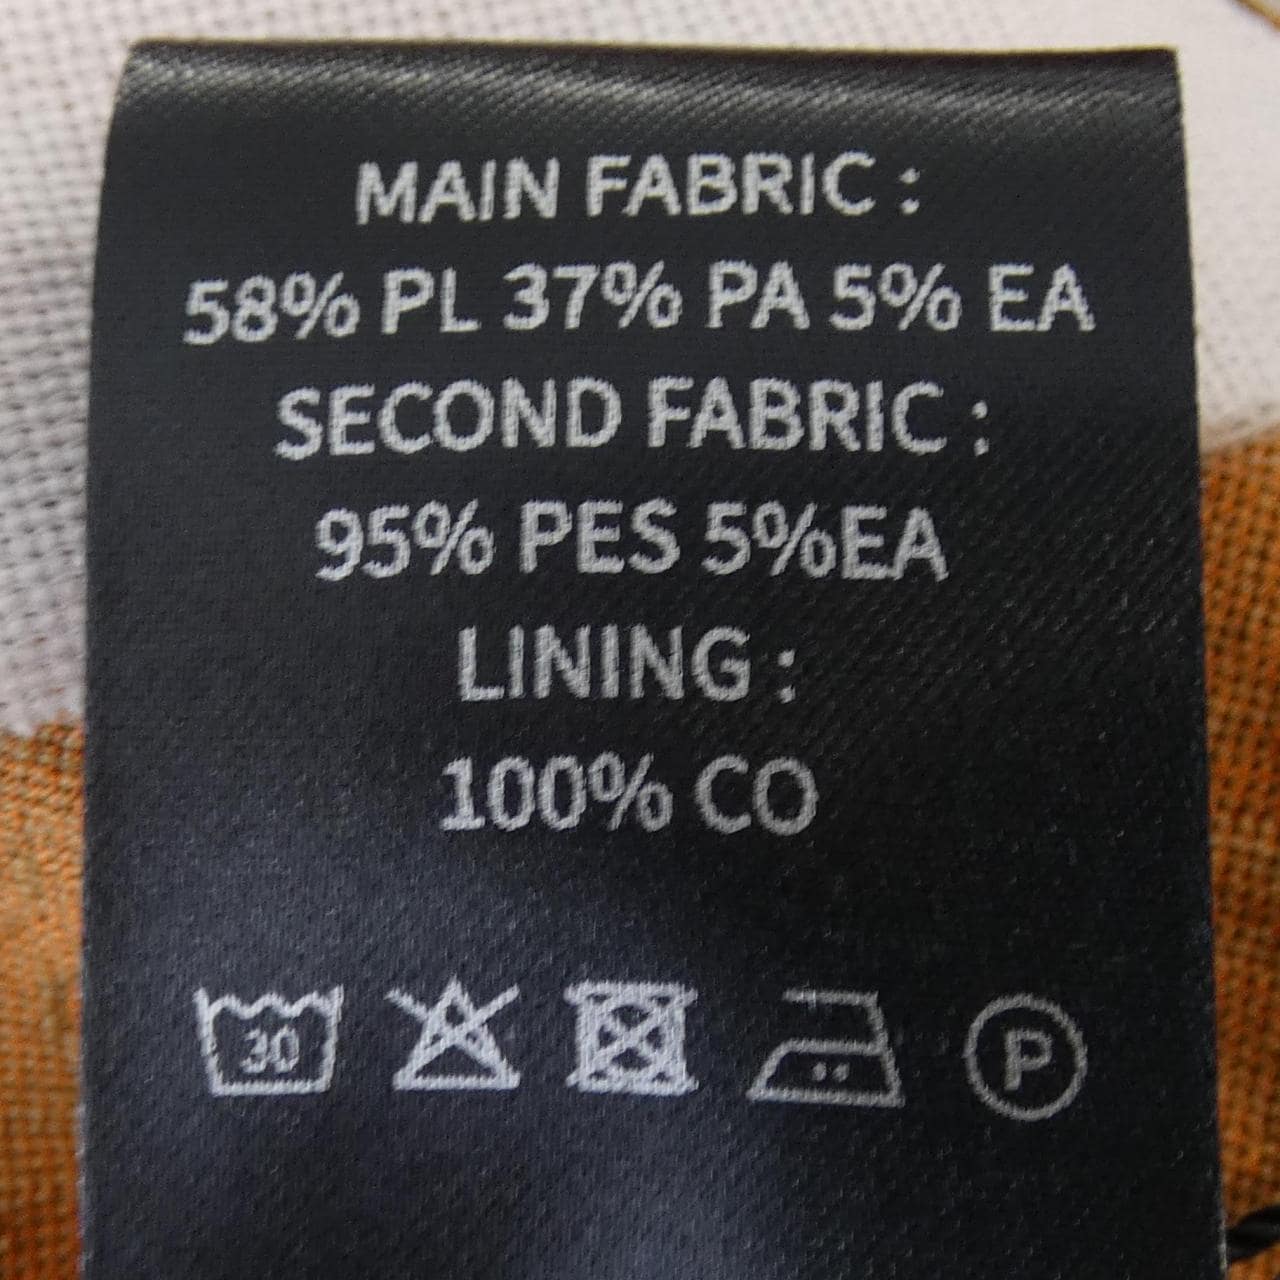 MAIN FABRIC :
58% PL 37% PA 5% EA
SECOND FABRIC :
95% PES 5%EA
LINING :
100% CO
30 P